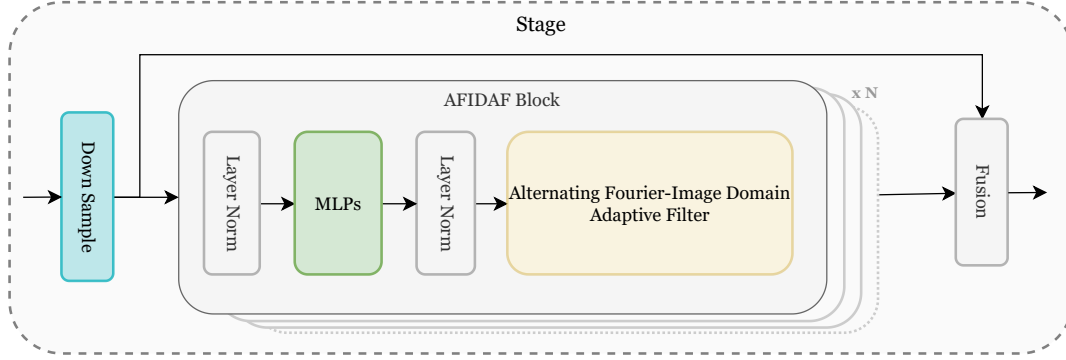 Stage
AFIDAF Block
x N
Down Sample
Layer Norm
MLPs
Layer Norm
Alternating Fourier-Image Domain
Adaptive Filter
Fusion